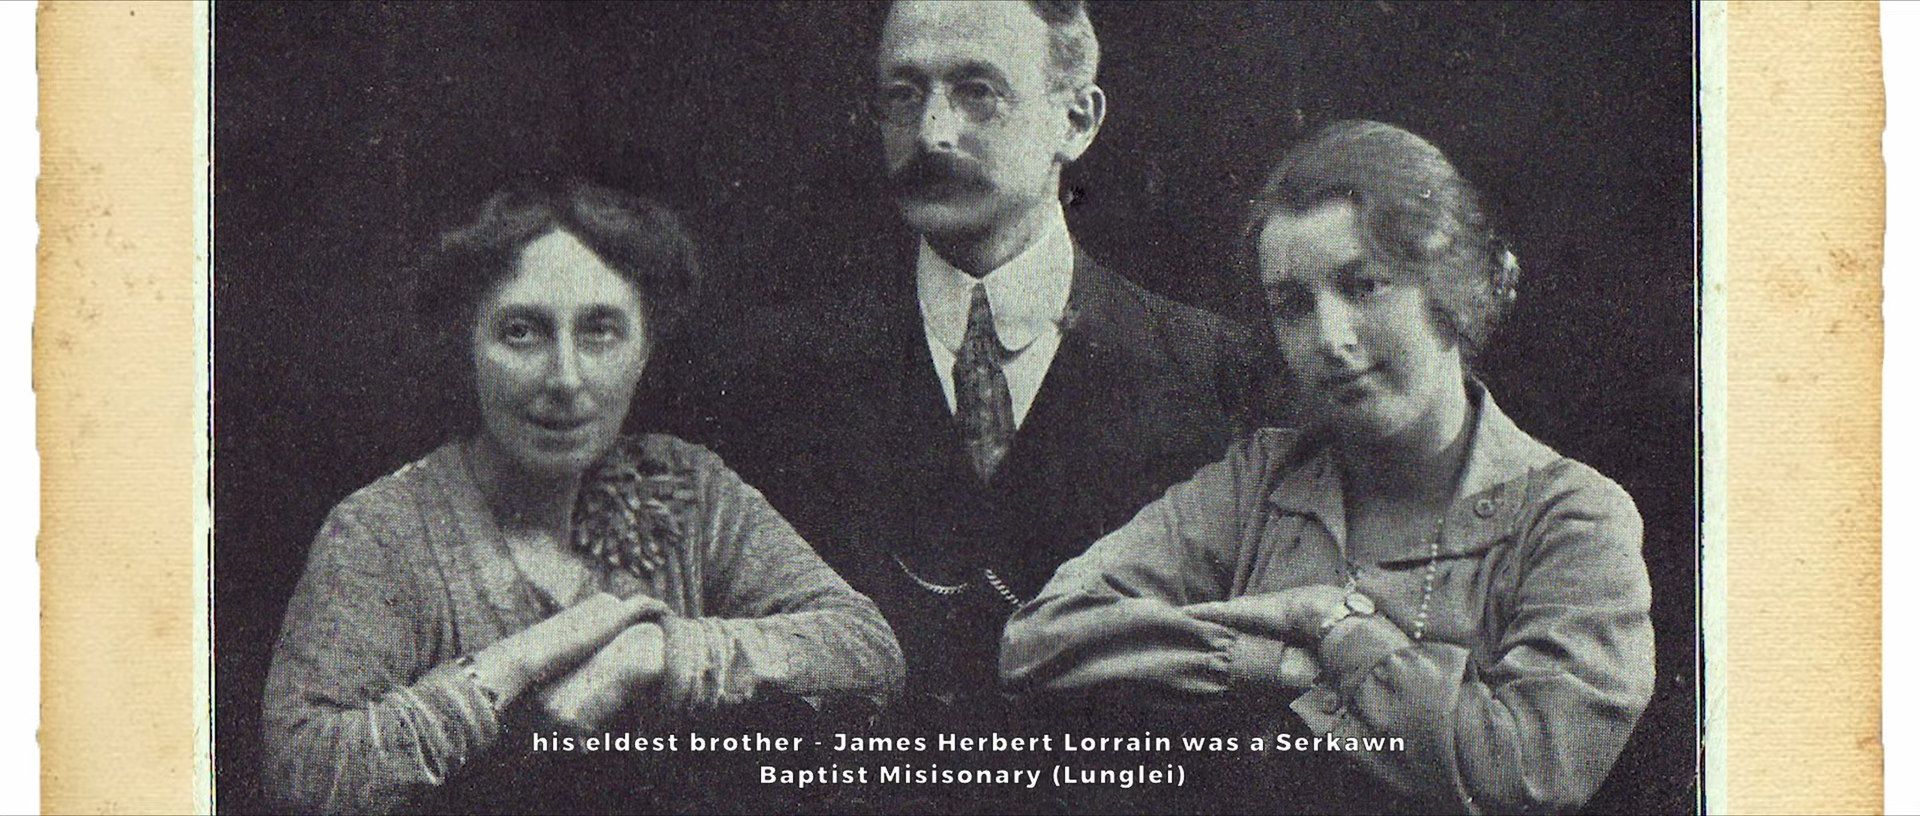 his eldest brother - James Herbert Lorrain was a Serkawn
Baptist Misisonary (Lunglei)